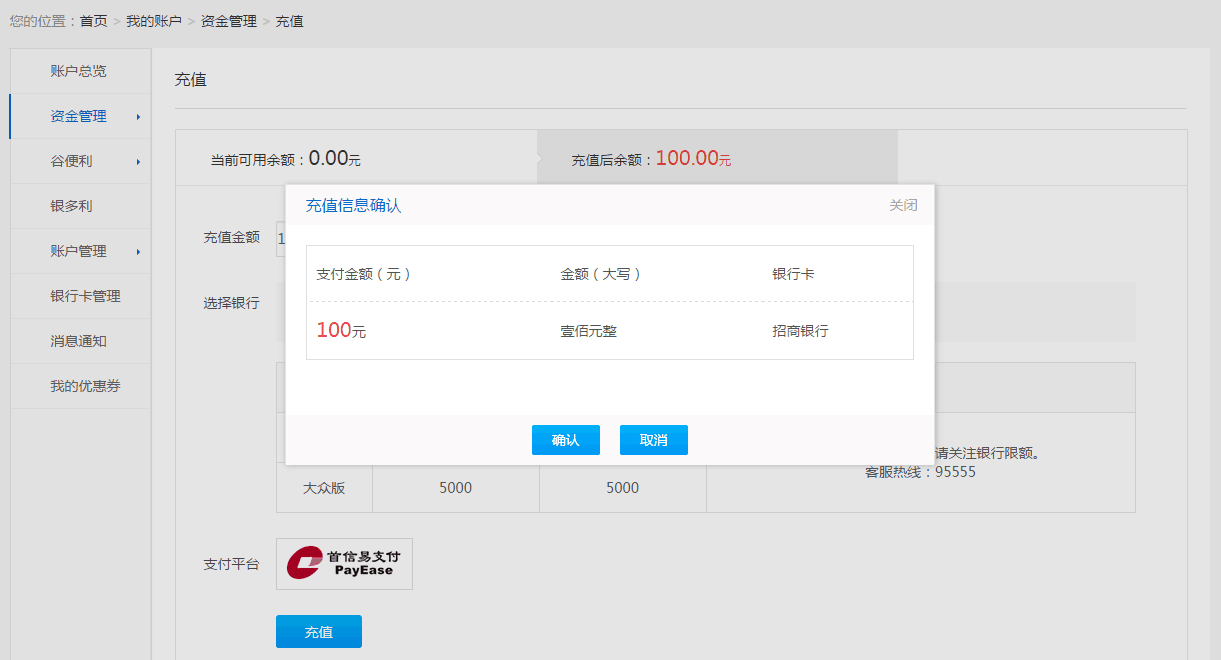 您的位置：首页 > 我的账户 > 资金管理 > 充值
账户总览
资金管理
谷便利
银多利
账户管理
银行卡管理
消息通知
我的优惠券
充值
当前可用余额：0.00元
充值后余额：100.00元
充值金额 1
选择银行
充值信息确认 关闭
支付金额（元） 金额（大写） 银行卡
100元 壹佰元整 招商银行
确认 取消
请关注银行限额。
客服热线：95555
大众版 5000 5000
支付平台
首信易支付
PayEase
充值